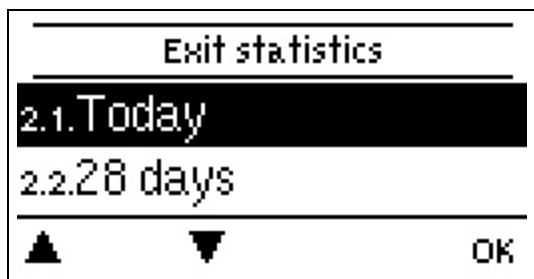 Exit statistics
2.1.Today
2.2.28 days
▲ ▼ OK